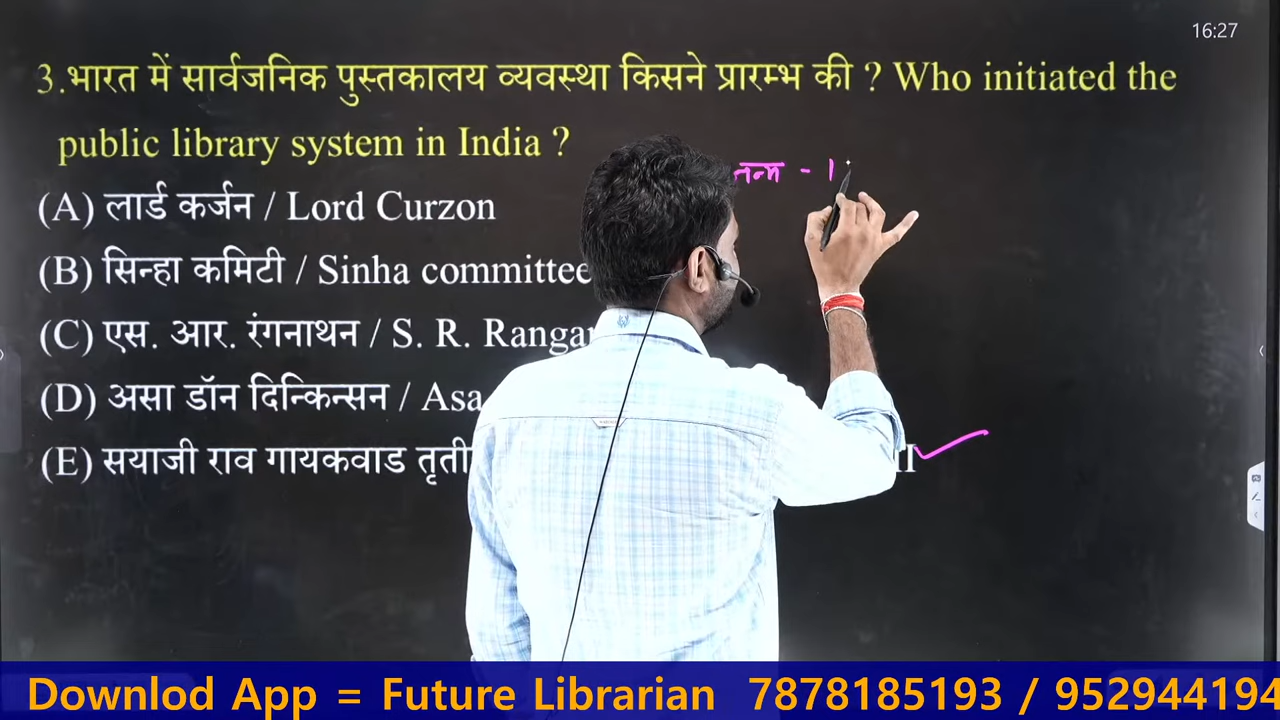 16:27
3.भारत में सार्वजनिक पुस्तकालय व्यवस्था किसने प्रारम्भ की ? Who initiated the
public library system in India ?
(A) लार्ड कर्जन / Lord Curzon
(B) सिन्हा कमिटी / Sinha committee
(C) एस. आर. रंगनाथन / S. R.
(D) असा डॉन दिन्किन्सन / Asa
(E) सयाजी राव गायकवाड
Downlod App = Future Librarian 7878185193 / 952944194